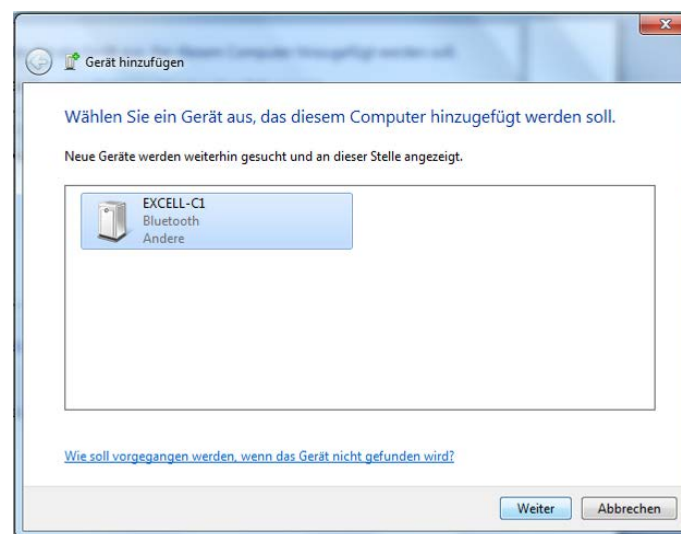 Gerät hinzufügen
Wählen Sie ein Gerät aus, das diesem Computer hinzugefügt werden soll.
Neue Geräte werden weiterhin gesucht und an dieser Stelle angezeigt.
EXCELL-C1
Bluetooth
Andere
Wie soll vorgegangen werden, wenn das Gerät nicht gefunden wird?
Weiter Abbrechen